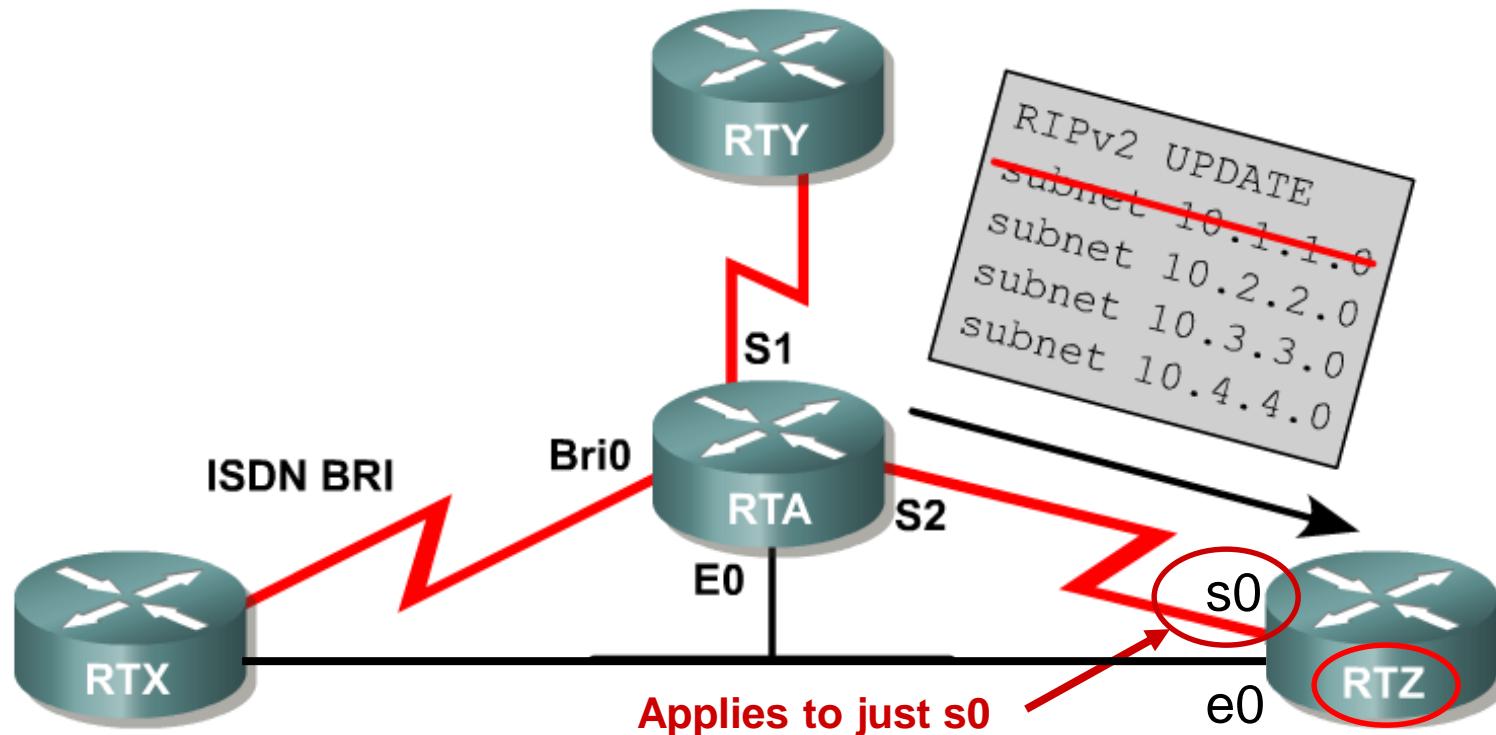 RTY
RIPv2 UPDATE
subnet 10.1.1.0
subnet 10.2.2.0
subnet 10.3.3.0
subnet 10.4.4.0
S1
ISDN BRI
Bri0
RTA
S2
E0
s0
RTX
RTZ
e0
Applies to just s0